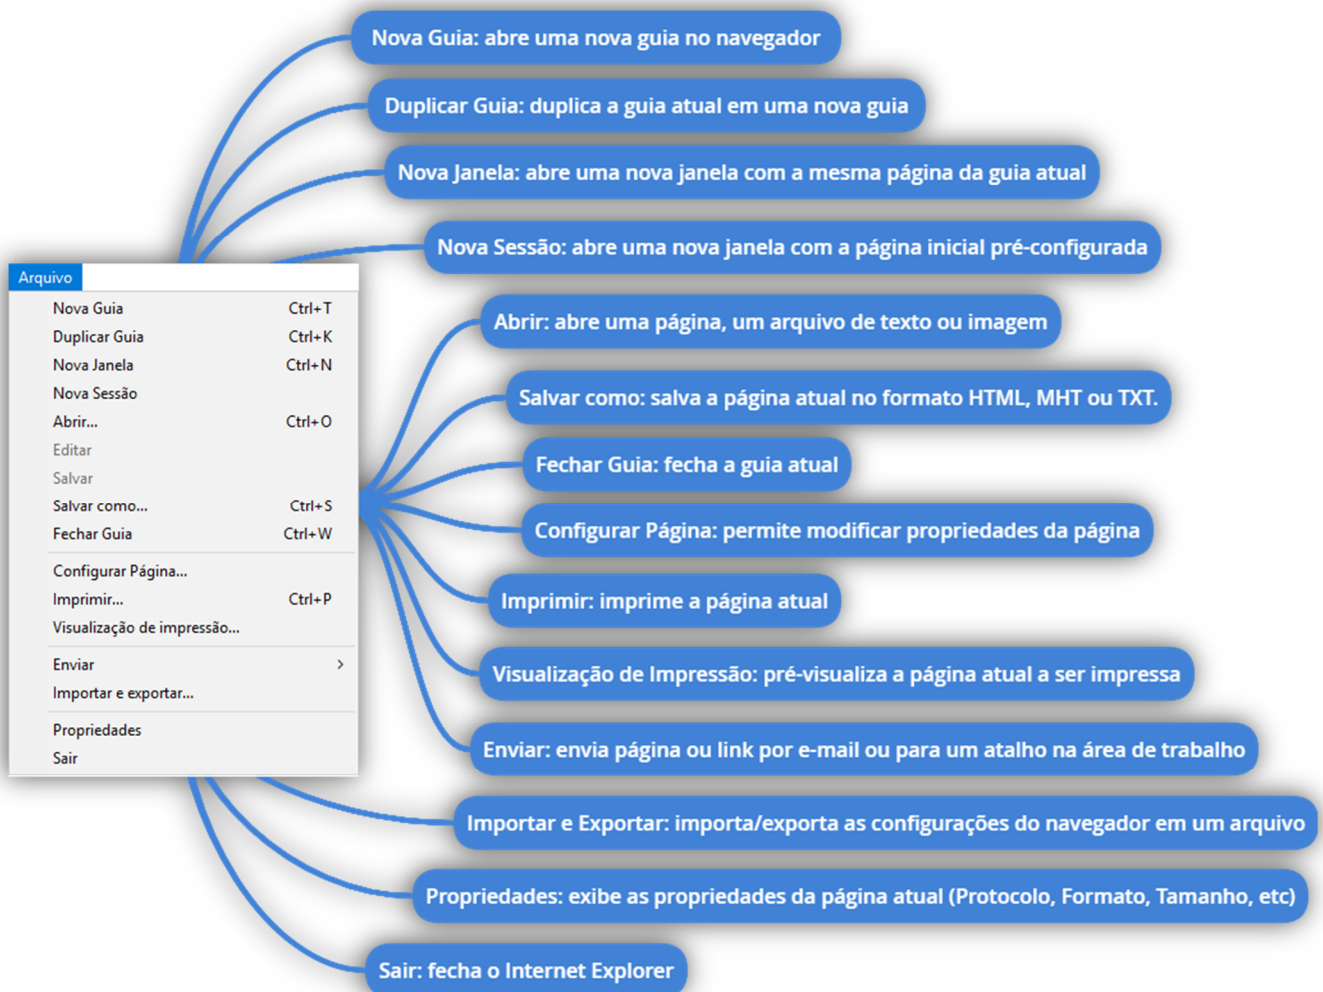 Nova Guia: abre uma nova guia no navegador
Duplicar Guia: duplica a guia atual em uma nova guia
Nova Janela: abre uma nova janela com a mesma página da guia atual
Nova Sessão: abre uma nova janela com a página inicial pré-configurada
Arquivo
Nova Guia Ctrl+T
Duplicar Guia Ctrl+K
Nova Janela Ctrl+N
Nova Sessão
Abrir... Ctrl+O
Editar
Salvar
Salvar como... Ctrl+S
Fechar Guia Ctrl+W
Configurar Página...
Imprimir... Ctrl+P
Visualização de impressão...
Enviar >
Importar e exportar...
Propriedades
Sair
Abrir: abre uma página, um arquivo de texto ou imagem
Salvar como: salva a página atual no formato HTML, MHT ou TXT.
Fechar Guia: fecha a guia atual
Configurar Página: permite modificar propriedades da página
Imprimir: imprime a página atual
Visualização de Impressão: pré-visualiza a página atual a ser impressa
Enviar: envia página ou link por e-mail ou para um atalho na área de trabalho
Importar e Exportar: importa/exporta as configurações do navegador em um arquivo
Propriedades: exibe as propriedades da página atual (Protocolo, Formato, Tamanho, etc)
Sair: fecha o Internet Explorer